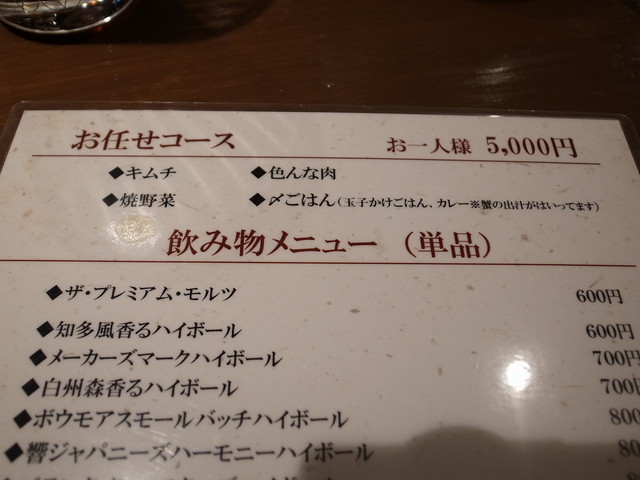 お任せコース お一人様 5,000円
◆キムチ ◆色んな肉
◆焼野菜 ◆〆ごはん(玉子かけごはん、カレー※蟹の出汁がはいってます)
飲み物メニュー (単品)
◆ザ・プレミアム・モルツ 600円
◆知多風香るハイボール 600円
◆メーカーズマークハイボール 700円
◆白州森香るハイボール 700
◆ボウモアスモールバッチハイボール 800
◆響ジャパニーズハーモニーハイボール 80